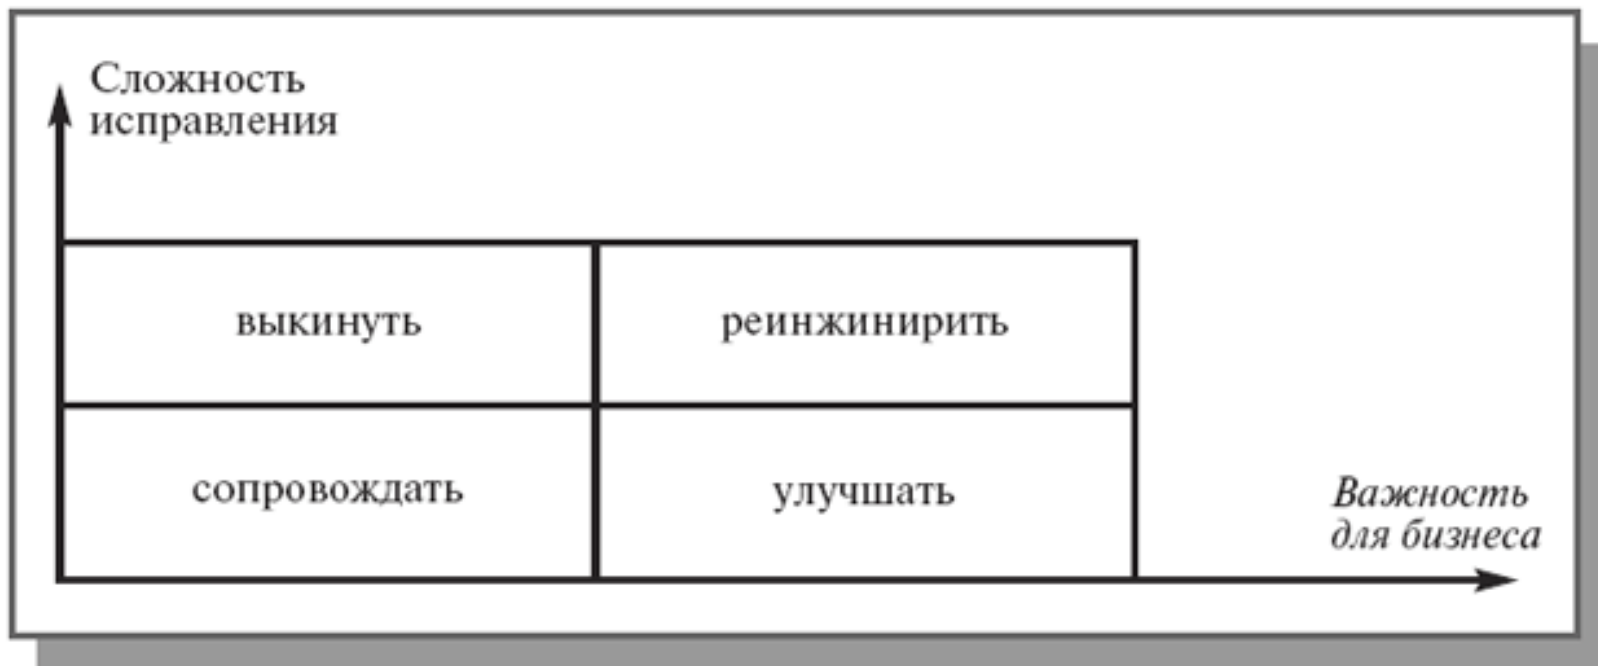 Сложность
исправления
выкинуть
реинжинирить
сопровождать
улучшать
Важность
для бизнеса